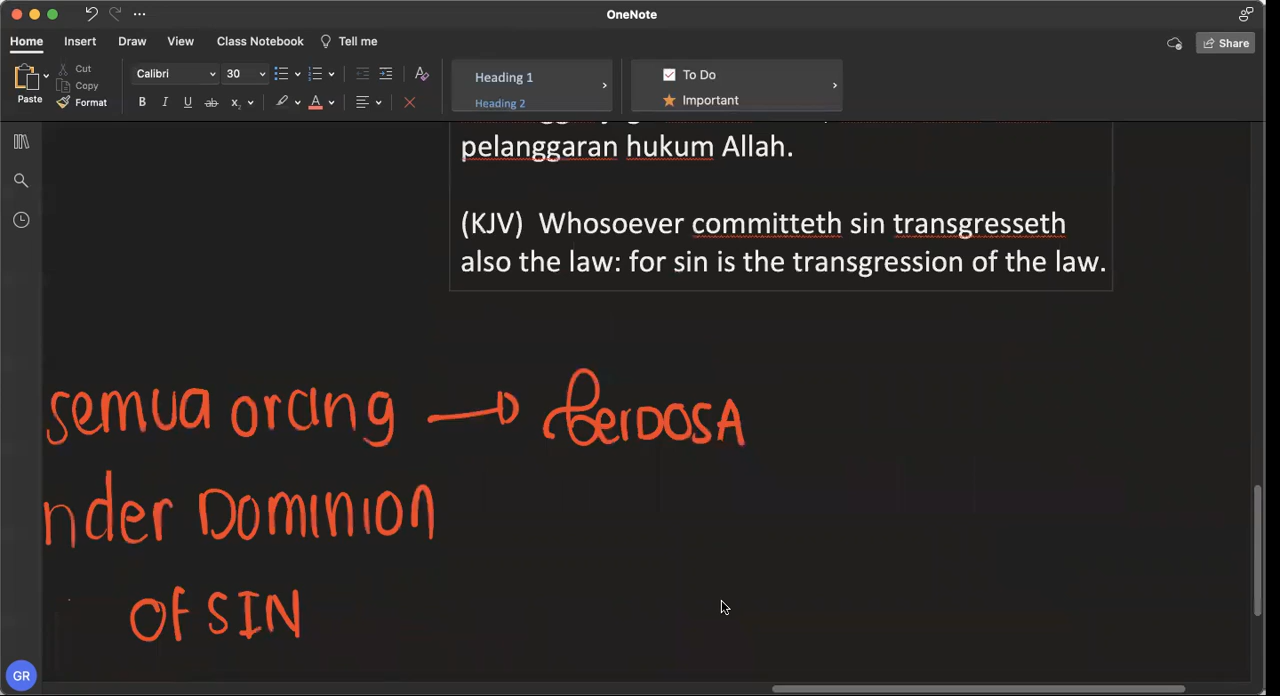 OneNote
Home Insert Draw View Class Notebook Tell me Share
Paste Cut Calibri 30 Heading 1 To Do
Copy
Format B I U ab x Heading 2 Important
pelanggaran hukum Allah.
(KJV) Whosoever committeth sin transgresseth
also the law: for sin is the transgression of the law.
semua orang → berDOSA
nder DOMINION
OF SIN
GR